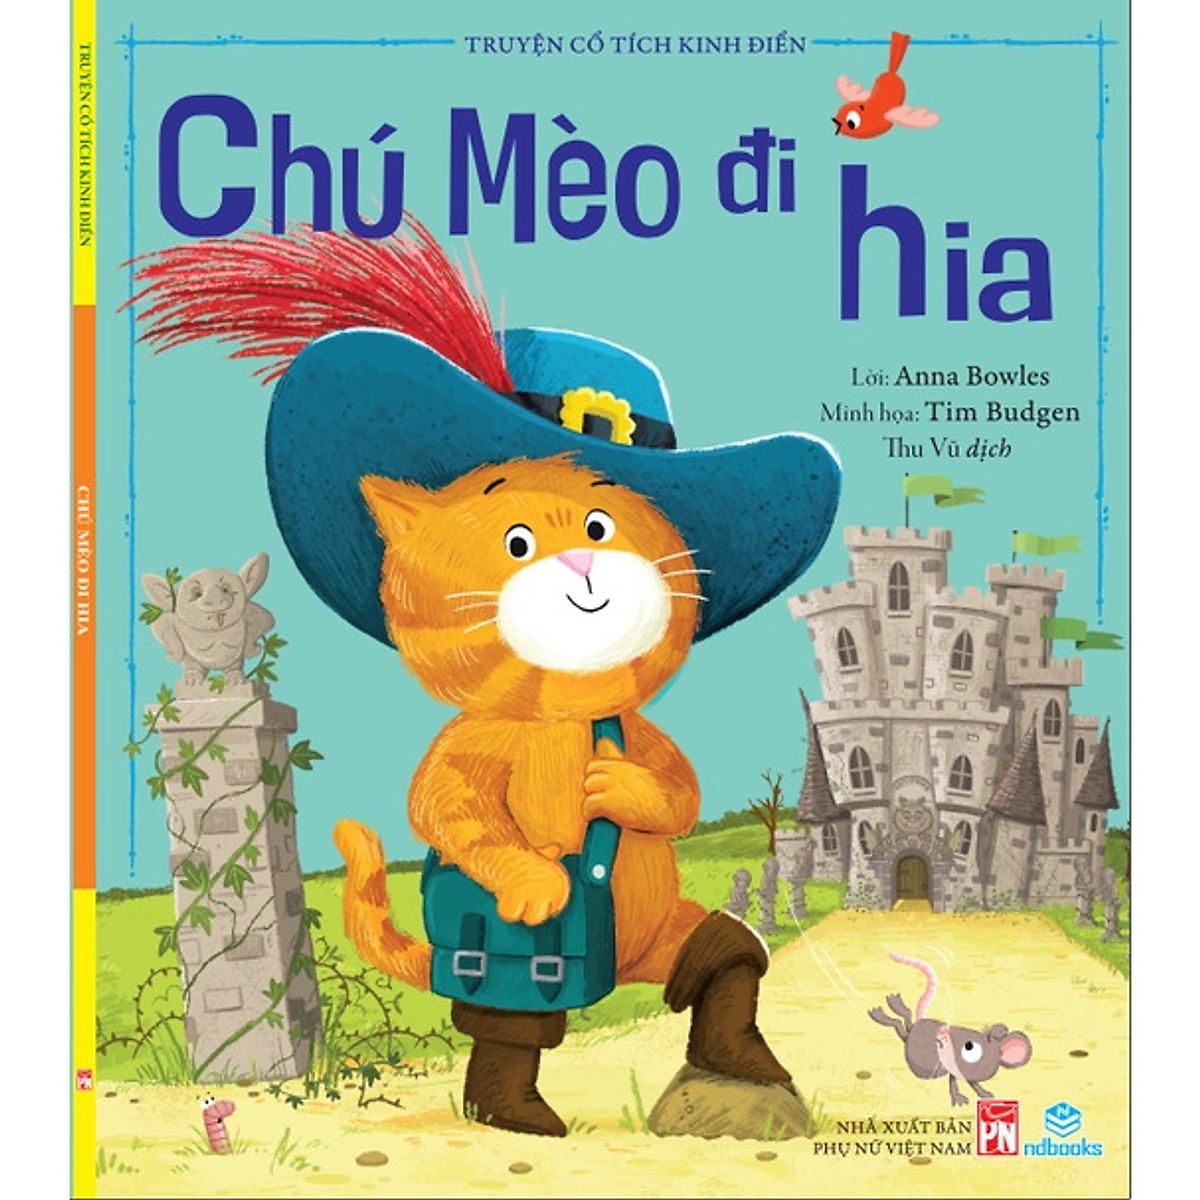 TRUYỆN CỔ TÍCH KINH ĐIỂN
Chú Mèo đi hia
Lời: Anna Bowles
Minh họa: Tim Budgen
Thu Vũ dịch
TRUYỆN CỔ TÍCH KINH ĐIỂN
CHÚ MÈO ĐI HIA
PN
NHÀ XUẤT BẢN
PHỤ NỮ VIỆT NAM
PN
N
ndbooks